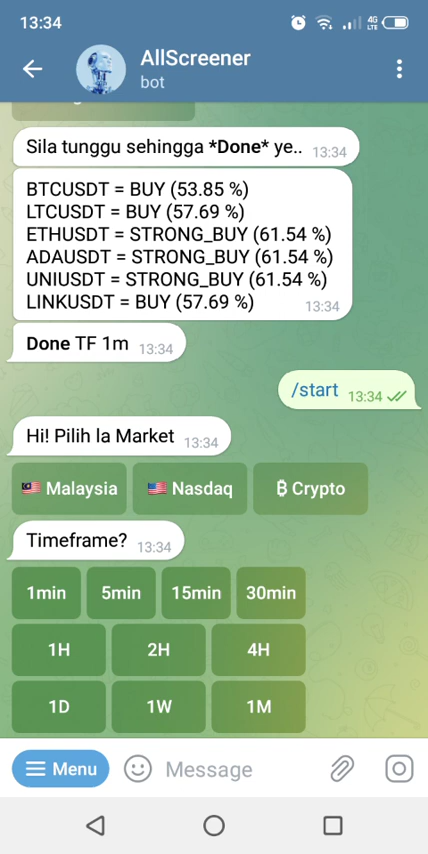 13:34
4G
LTE
AllScreener
bot
Sila tunggu sehingga *Done* ye.. 13:34
BTCUSDT = BUY (53.85 %)
LTCUSDT = BUY (57.69 %)
ETHUSDT = STRONG_BUY (61.54 %)
ADAUSDT = STRONG_BUY (61.54 %)
UNIUSDT = STRONG_BUY (61.54 %)
LINKUSDT = BUY (57.69 %) 13:34
Done TF 1m 13:34
/start 13:34
Hi! Pilih la Market 13:34
Malaysia Nasdaq ₿ Crypto
Timeframe? 13:34
1min 5min 15min 30min
1H 2H 4H
1D 1W 1M
Menu Message